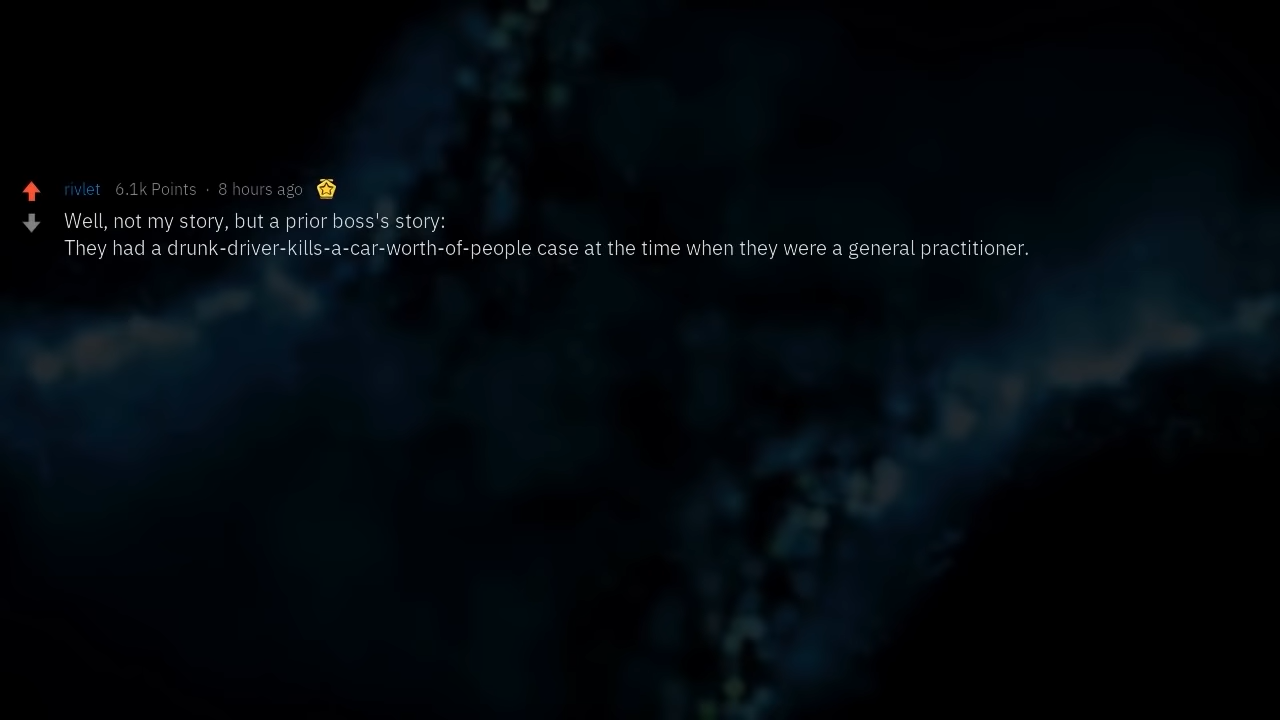 rivlet 6.1k Points · 8 hours ago
Well, not my story, but a prior boss's story:
They had a drunk-driver-kills-a-car-worth-of-people case at the time when they were a general practitioner.